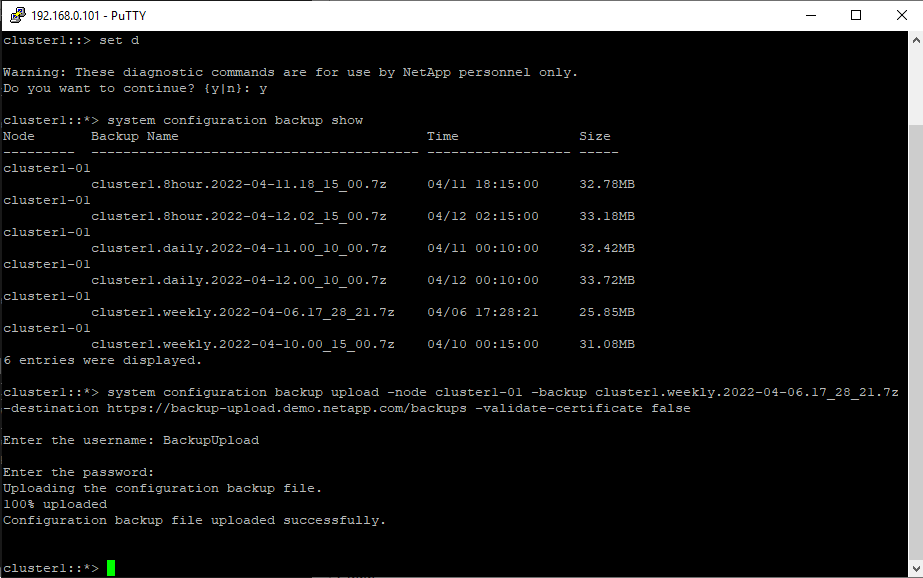 192.168.0.101 - PuTTY
cluster1::> set d
Warning: These diagnostic commands are for use by NetApp personnel only.
Do you want to continue? {y|n}: y
cluster1::*> system configuration backup show
Node       Backup Name                               Time               Size
---------  ----------------------------------------- ------------------ -----
cluster1-01
           cluster1.8hour.2022-04-11.18_15_00.7z     04/11 18:15:00     32.78MB
cluster1-01
           cluster1.8hour.2022-04-12.02_15_00.7z     04/12 02:15:00     33.18MB
cluster1-01
           cluster1.daily.2022-04-11.00_10_00.7z     04/11 00:10:00     32.42MB
cluster1-01
           cluster1.daily.2022-04-12.00_10_00.7z     04/12 00:10:00     33.72MB
cluster1-01
           cluster1.weekly.2022-04-06.17_28_21.7z    04/06 17:28:21     25.85MB
cluster1-01
           cluster1.weekly.2022-04-10.00_15_00.7z    04/10 00:15:00     31.08MB
6 entries were displayed.
cluster1::*> system configuration backup upload -node cluster1-01 -backup cluster1.weekly.2022-04-06.17_28_21.7z
-destination https://backup-upload.demo.netapp.com/backups -validate-certificate false
Enter the username: BackupUpload
Enter the password:
Uploading the configuration backup file.
100% uploaded
Configuration backup file uploaded successfully.
cluster1::*>